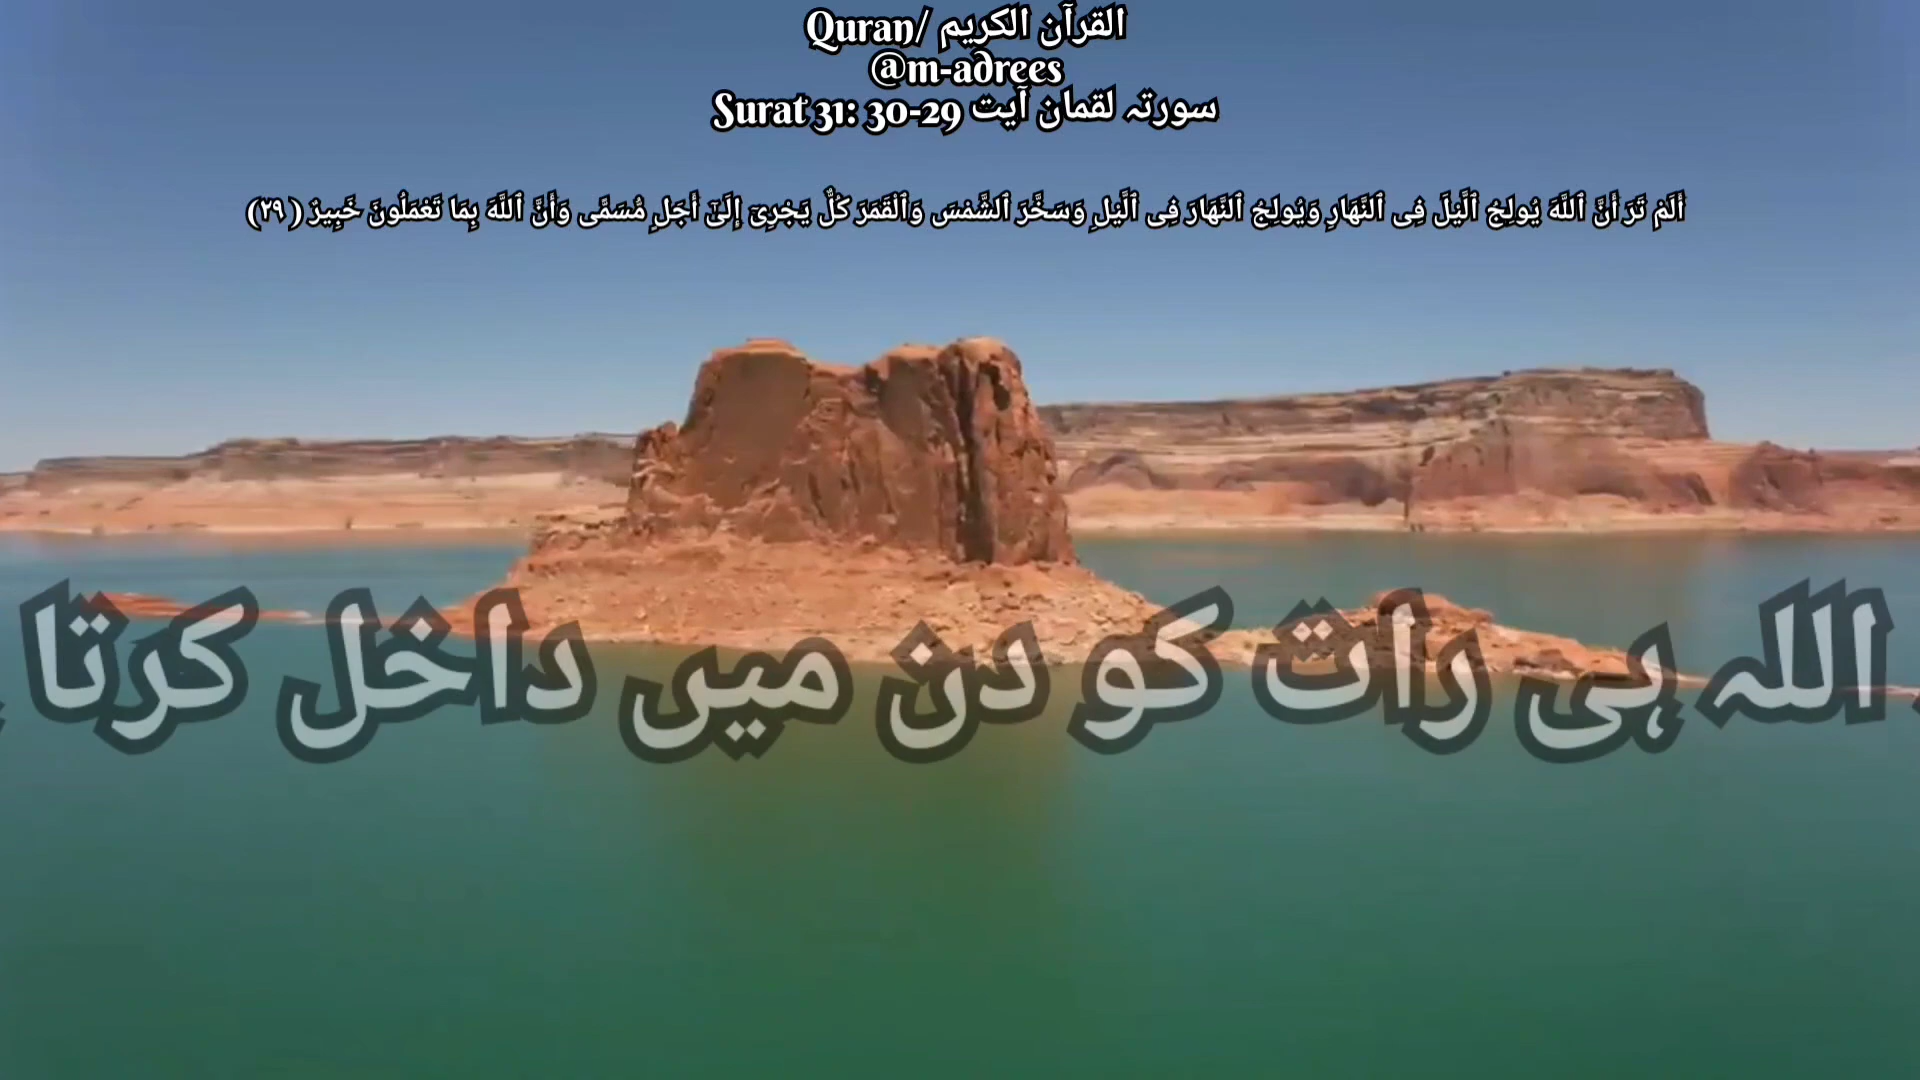 Quran/ القرآن الكريم
@m-adrees
Surat 31: 30-29 سورتہ لقمان آیت
أَلَمْ تَرَ أَنَّ ٱللَّهَ يُولِجُ ٱلَّيْلَ فِى ٱلنَّهَارِ وَيُولِجُ ٱلنَّهَارَ فِى ٱلَّيْلِ وَسَخَّرَ ٱلشَّمْسَ وَٱلْقَمَرَ كُلٌّ يَجْرِىٓ إِلَىٰٓ أَجَلٍ مُّسَمًّى وَأَنَّ ٱللَّهَ بِمَا تَعْمَلُونَ خَبِيرٌ (٢٩)
اللہ ہی رات کو دن میں داخل کرتا